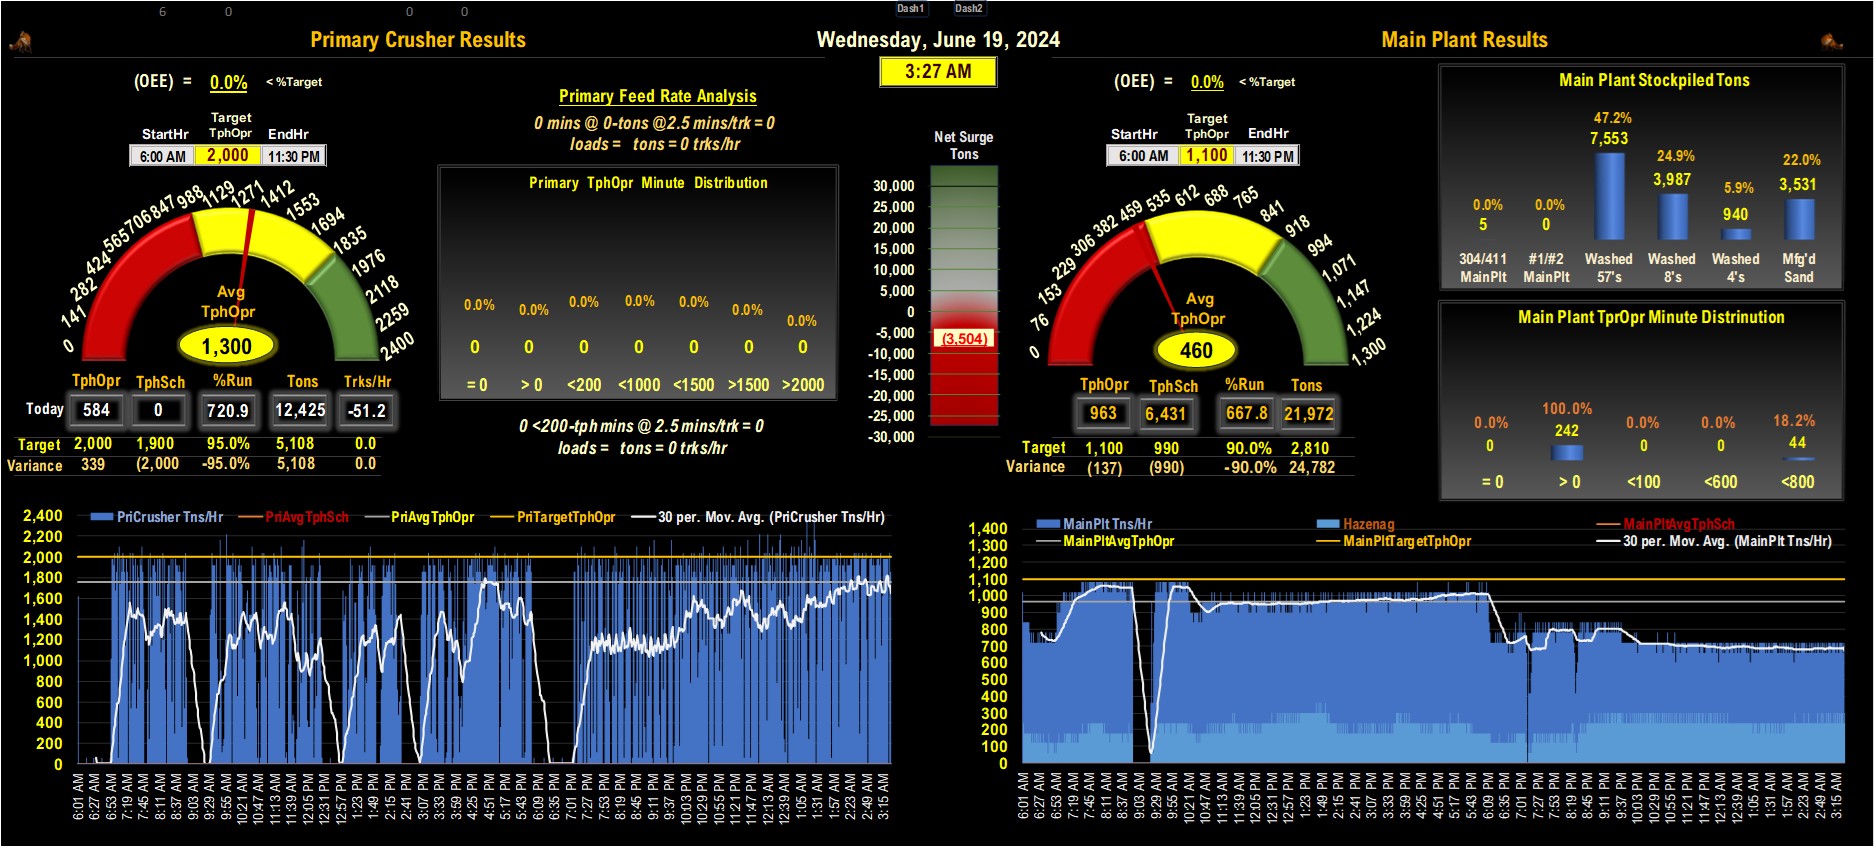 6 0 0 0
Dash1 Dash2
Primary Crusher Results
Wednesday, June 19, 2024
Main Plant Results
3:27 AM
(OEE) = 0.0% < %Target
Target
StartHr TphOpr EndHr
6:00 AM 2,000 11:30 PM
0 141 282 424 565 706 847 988 1129 1271 1412 1553 1694 1835 1976 2118 2259 2400
Avg
TphOpr
1,300
TphOpr TphSch %Run Tons Trks/Hr
Today 584 0 720.9 12,425 -51.2
Target 2,000 1,900 95.0% 5,108 0.0
Variance 339 (2,000 -95.0% 5,108 0.0
Primary Feed Rate Analysis
0 mins @ 0-tons @2.5 mins/trk = 0
loads = tons = 0 trks/hr
Primary TphOpr Minute Distribution
0.0% 0.0% 0.0% 0.0% 0.0% 0.0% 0.0%
0 0 0 0 0 0 0
= 0 > 0 <200 <1000 <1500 >1500 >2000
0 <200-tph mins @ 2.5 mins/trk = 0
loads = tons = 0 trks/hr
Net Surge
Tons
30,000
25,000
20,000
15,000
10,000
5,000
0
-5,000
(3,504)
-10,000
-15,000
-20,000
-25,000
-30,000
(OEE) = 0.0% < %Target
Target
StartHr TphOpr EndHr
6:00 AM 1,100 11:30 PM
0 76 153 229 306 382 459 535 612 688 765 841 918 994 1,071 1,147 1,224 1,300
Avg
TphOpr
460
TphOpr TphSch %Run Tons
963 6,431 667.8 21,972
Target 1,100 990 90.0% 2,810
Variance (137) (990) -90.0% 24,782
Main Plant Stockpiled Tons
0.0% 0.0% 47.2% 24.9% 5.9% 22.0%
5 0 7,553 3,987 940 3,531
304/411 #1/#2 Washed Washed Washed Mfg'd
MainPlt MainPlt 57's 8's 4's Sand
Main Plant TprOpr Minute Distrinution
0.0% 100.0% 0.0% 0.0% 18.2%
0 242 0 0 44
= 0 > 0 <100 <600 <800
PriCrusher Tns/Hr PriAvgTphSch PriAvgTphOpr PriTargetTphOpr 30 per. Mov. Avg. (PriCrusher Tns/Hr)
2,400
2,200
2,000
1,800
1,600
1,400
1,200
1,000
800
600
400
200
0
6:01 AM 6:27 AM 6:53 AM 7:19 AM 7:45 AM 8:11 AM 8:37 AM 9:03 AM 9:29 AM 9:55 AM 10:21 AM 10:47 AM 11:13 AM 11:39 AM 12:05 PM 12:31 PM 12:57 PM 1:23 PM 1:49 PM 2:15 PM 2:41 PM 3:07 PM 3:33 PM 3:59 PM 4:25 PM 4:51 PM 5:17 PM 5:43 PM 6:09 PM 6:35 PM 7:01 PM 7:27 PM 7:53 PM 8:19 PM 8:45 PM 9:11 PM 9:37 PM 10:03 PM 10:29 PM 10:55 PM 11:21 PM 11:47 PM 12:13 AM 12:39 AM 1:05 AM 1:31 AM 1:57 AM 2:23 AM 2:49 AM 3:15 AM
MainPlt Tns/Hr Hazenag MainPltAvgTphSch
MainPltAvgTphOpr MainPltTargetTphOpr 30 per. Mov. Avg. (MainPlt Tns/Hr)
1,400
1,300
1,200
1,100
1,000
900
800
700
600
500
400
300
200
100
0
6:01 AM 6:27 AM 6:53 AM 7:19 AM 7:45 AM 8:11 AM 8:37 AM 9:03 AM 9:29 AM 9:55 AM 10:21 AM 10:47 AM 11:13 AM 11:39 AM 12:05 PM 12:31 PM 12:57 PM 1:23 PM 1:49 PM 2:15 PM 2:41 PM 3:07 PM 3:33 PM 3:59 PM 4:25 PM 4:51 PM 5:17 PM 5:43 PM 6:09 PM 6:35 PM 7:01 PM 7:27 PM 7:53 PM 8:19 PM 8:45 PM 9:11 PM 9:37 PM 10:03 PM 10:29 PM 10:55 PM 11:21 PM 11:47 PM 12:13 AM 12:39 AM 1:05 AM 1:31 AM 1:57 AM 2:23 AM 2:49 AM 3:15 AM